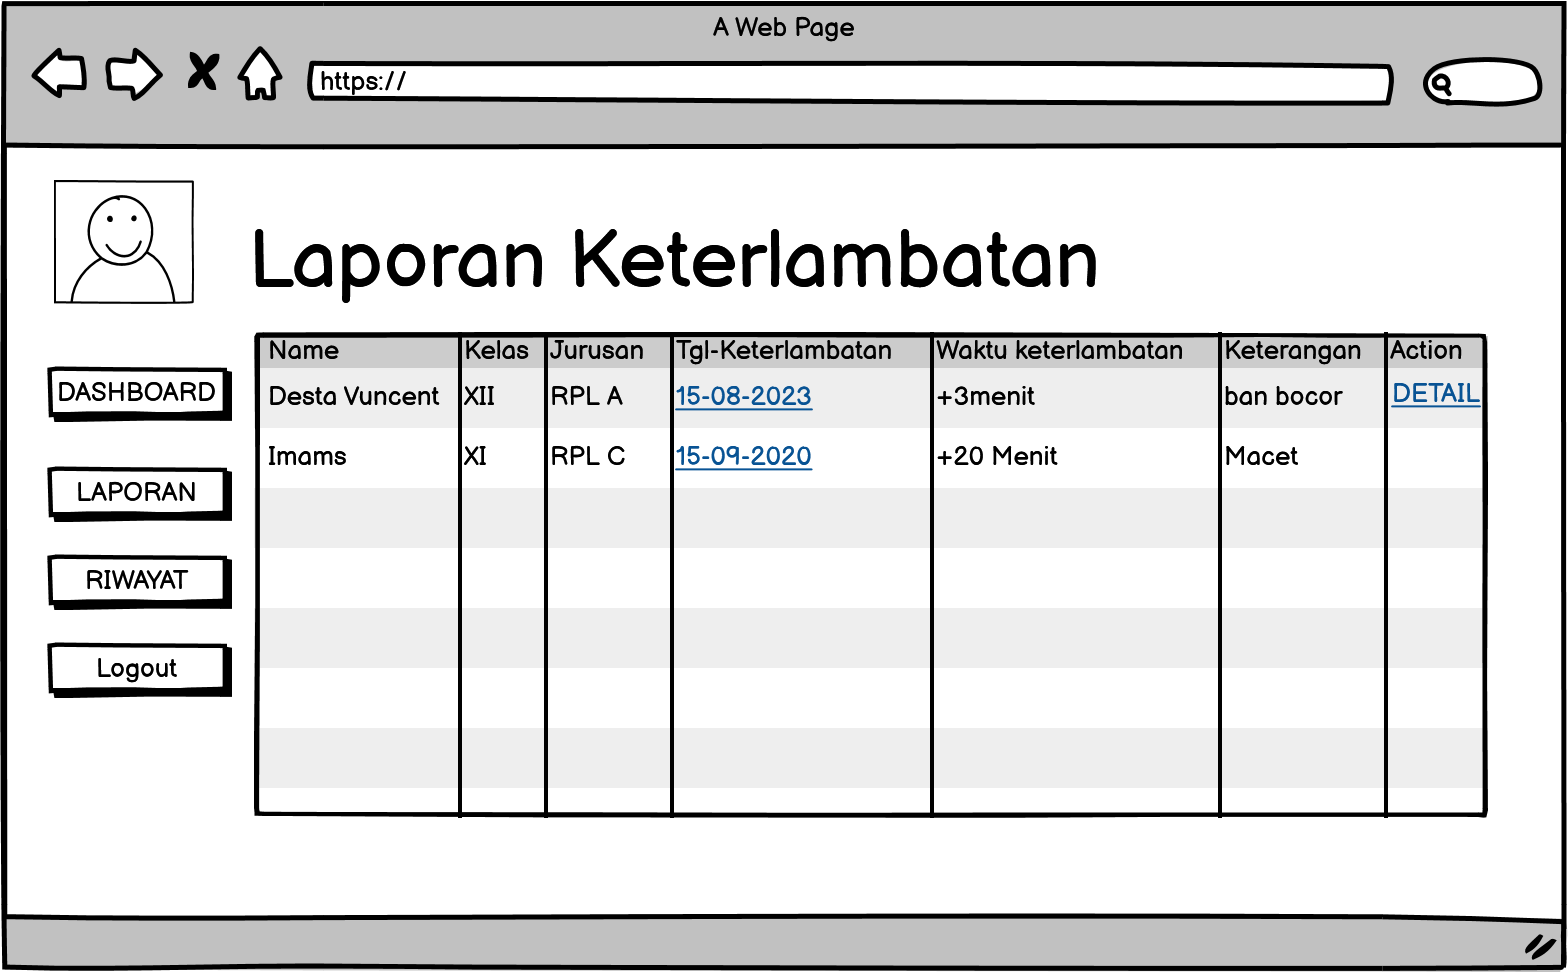 A Web Page
https://
Laporan Keterlambatan
Name Kelas Jurusan Tgl-Keterlambatan Waktu keterlambatan Keterangan Action
Desta Vuncent XII RPL A 15-08-2023 +3menit ban bocor DETAIL
Imams XI RPL C 15-09-2020 +20 Menit Macet
DASHBOARD
LAPORAN
RIWAYAT
Logout